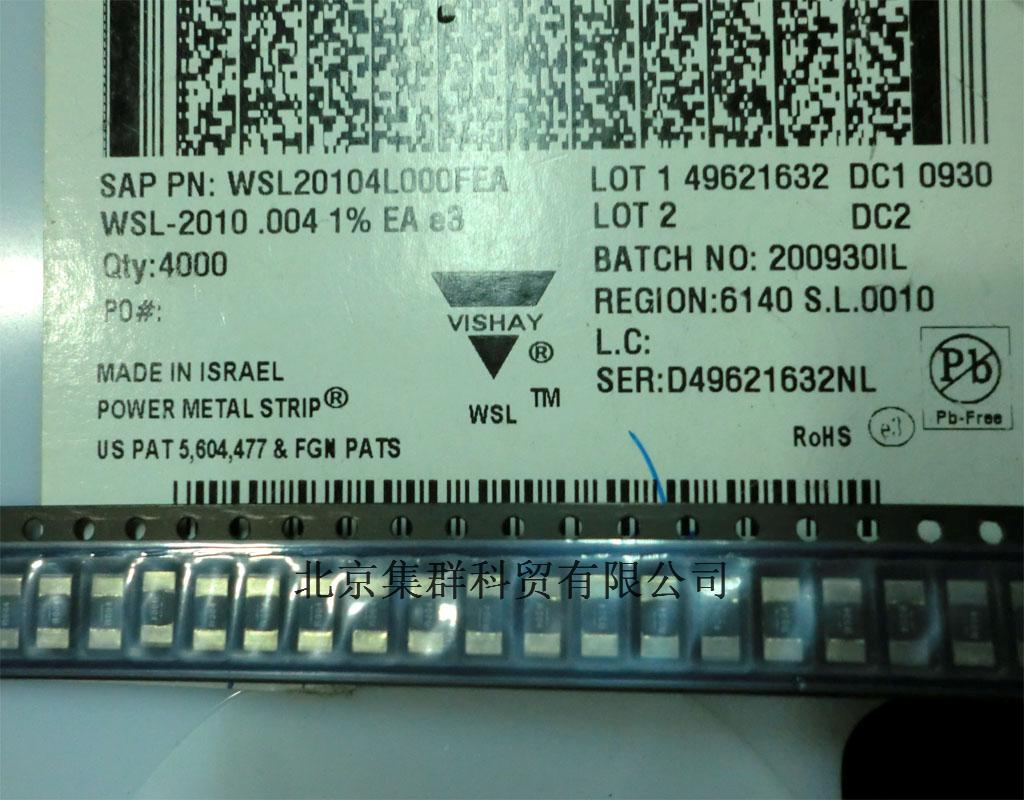 SAP PN: WSL20104L000FEA
WSL-2010 .004 1% EA e3
Qty:4000
PO#:
LOT 1 49621632 DC1 0930
LOT 2 DC2
BATCH NO: 200930IL
REGION:6140 S.L.0010
L.C:
SER:D49621632NL
VISHAY
®
WSL ™
MADE IN ISRAEL
POWER METAL STRIP®
US PAT 5,604,477 & FGN PATS
Pb
Pb-Free
RoHS e3
北京集群科贸有限公司